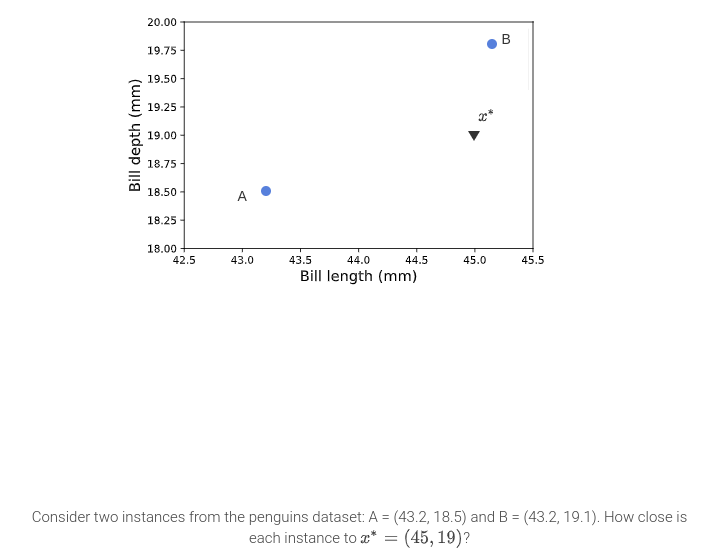 20.00
19.75
19.50
19.25
19.00
18.75
18.50
18.25
18.00
Bill depth (mm)
B
x*
A
42.5 43.0 43.5 44.0 44.5 45.0 45.5
Bill length (mm)
Consider two instances from the penguins dataset: A = (43.2, 18.5) and B = (43.2, 19.1). How close is
each instance to x* = (45, 19)?